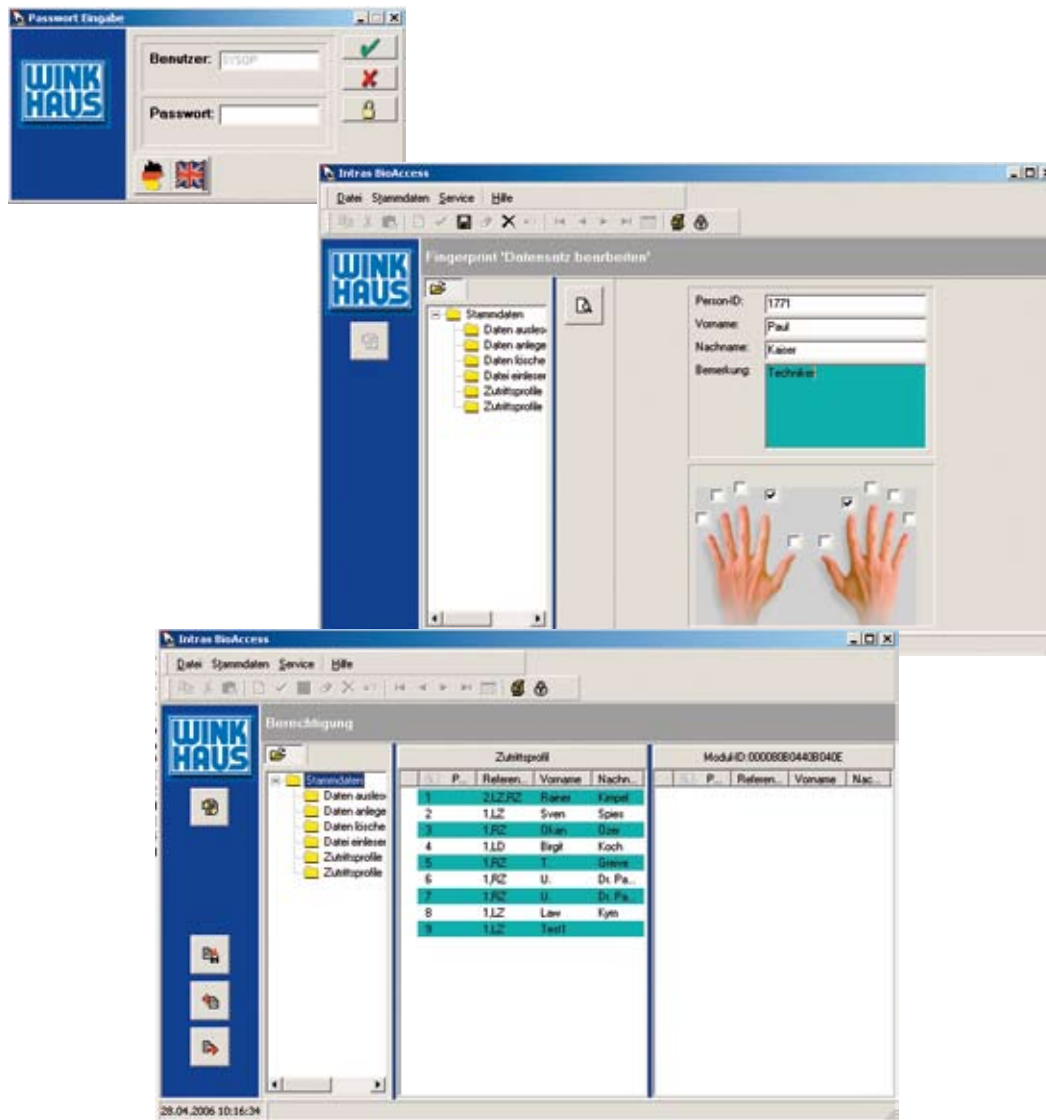 Passwort Eingabe
WINK
HAUS
Benutzer: SYSOP
Passwort:
Intras BioAccess
Datei Stammdaten Service Hilfe
WINK
HAUS
Fingerprint 'Datensatz bearbeiten'
Stammdaten
Daten ausles
Daten anlege
Daten lösche
Datei einleser
Zutrittsprofile
Zutrittsprofile
Person-ID: 1771
Vorname: Paul
Nachname: Kaiser
Bemerkung: Techniker
Intras BioAccess
Datei Stammdaten Service Hilfe
WINK
HAUS
Berechtigung
Stammdaten
Daten ausles
Daten anlege
Daten lösche
Datei einleser
Zutrittsprofile
Zutrittsprofile
Zutrittsprofil
P... Referen... Vorname Nachn...
1 2,LZ,RZ Rainer Kimpel
2 1,LZ Sven Spies
3 1,RZ Okan Özer
4 1,LD Birgit Koch
5 1,RZ T.
6 1,RZ U. Dr. Pa...
7 1,RZ U. Dr. Pa...
8 1,LZ Law Kym
9 1,LZ Test1
Modul-ID:000080B0440B040E
P... Referen... Vorname Nac...
28.04.2006 10:16:34